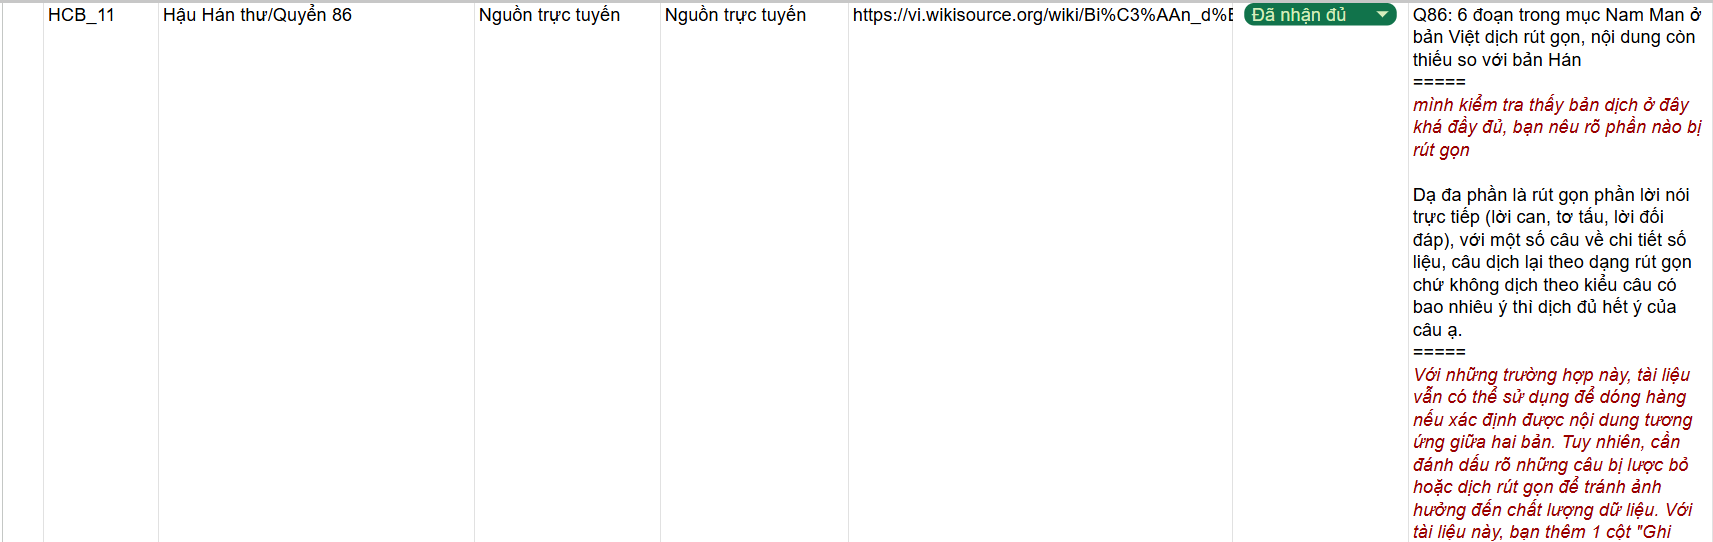 HCB_11
Hậu Hán thư/Quyển 86
Nguồn trực tuyến
Nguồn trực tuyến
https://vi.wikisource.org/wiki/Bi%C3%AAn_d%E
Đã nhận đủ
Q86: 6 đoạn trong mục Nam Man ở
bản Việt dịch rút gọn, nội dung còn
thiếu so với bản Hán
=====
mình kiểm tra thấy bản dịch ở đây
khá đầy đủ, bạn nêu rõ phần nào bị
rút gọn
Dạ đa phần là rút gọn phần lời nói
trực tiếp (lời can, tơ tấu, lời đối
đáp), với một số câu về chi tiết số
liệu, câu dịch lại theo dạng rút gọn
chứ không dịch theo kiểu câu có
bao nhiêu ý thì dịch đủ hết ý của
câu ạ.
=====
Với những trường hợp này, tài liệu
vẫn có thể sử dụng để dóng hàng
nếu xác định được nội dung tương
ứng giữa hai bản. Tuy nhiên, cần
đánh dấu rõ những câu bị lược bỏ
hoặc dịch rút gọn để tránh ảnh
hưởng đến chất lượng dữ liệu. Với
tài liệu này, bạn thêm 1 cột "Ghi